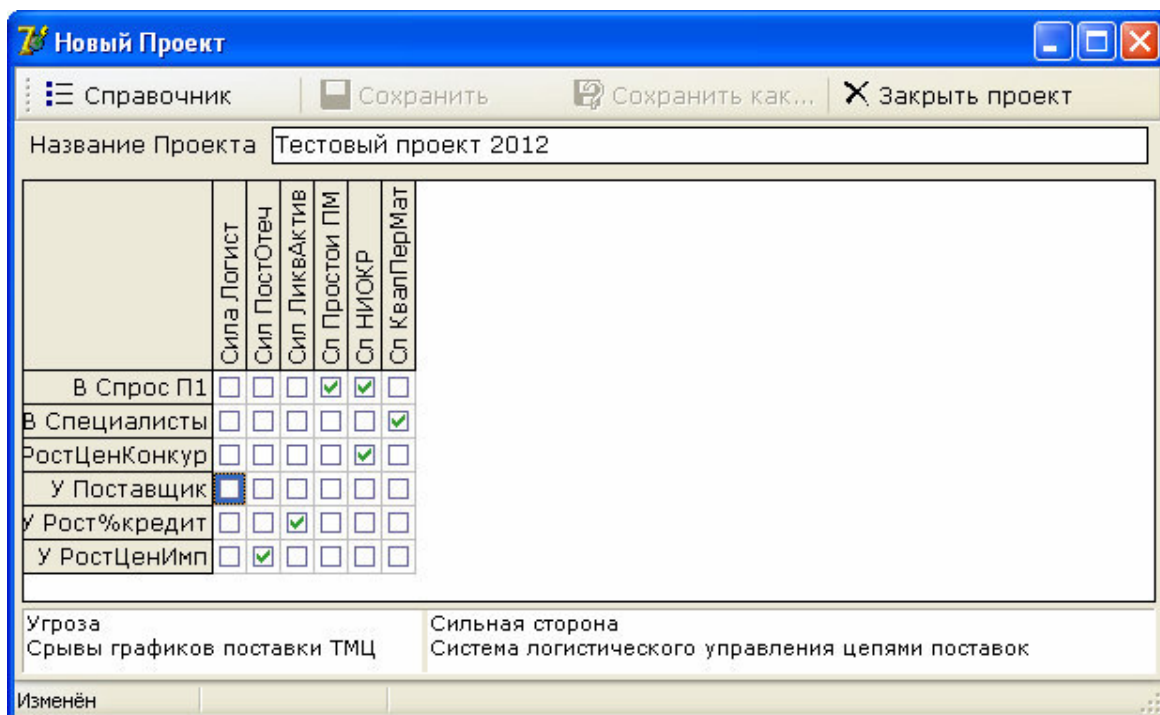 Новый Проект
Справочник Сохранить Сохранить как... Закрыть проект
Название Проекта Тестовый проект 2012
Сила Логист
Сил ПостОтеч
Сил ЛиквАктив
Сл Простои ПМ
Сл НИОКР
Сл КвалПерМат
В Спрос П1
В Специалисты
РостЦенКонкур
У Поставщик
У Рост%кредит
У РостЦенИмп
Угроза
Срывы графиков поставки ТМЦ
Сильная сторона
Система логистического управления цепями поставок
Изменён